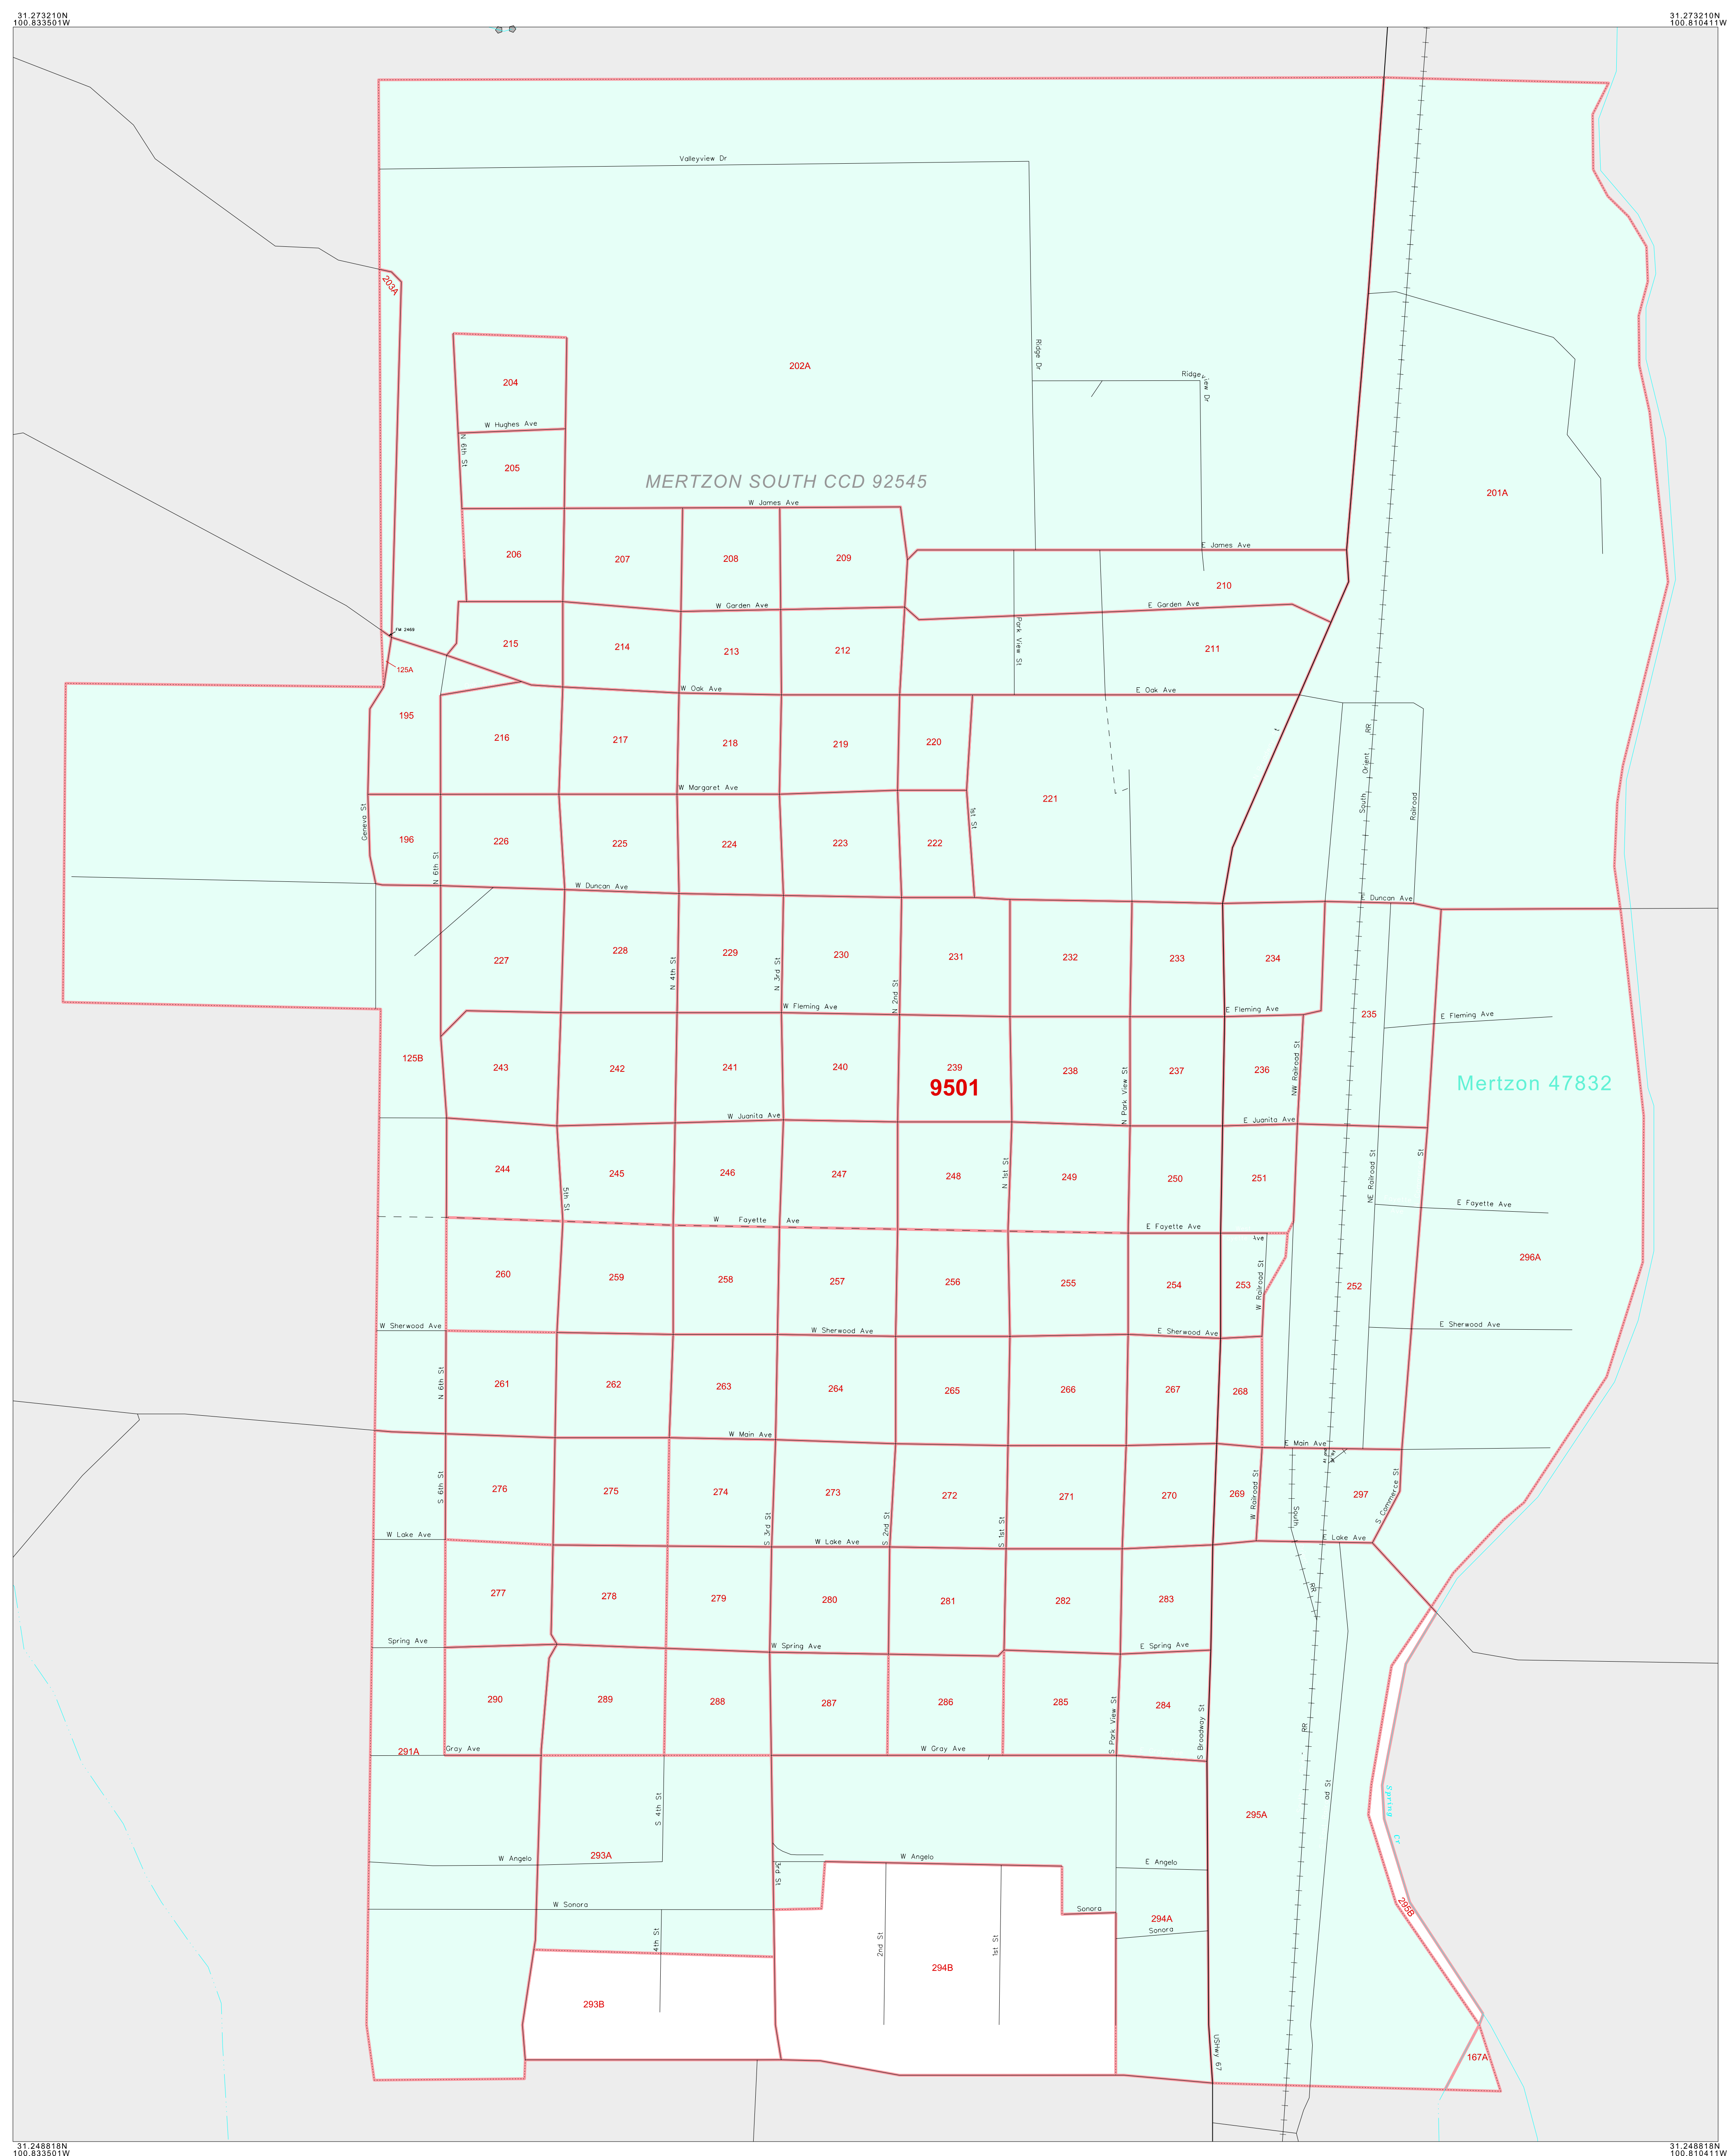 31.273210N
100.833501W
31.273210N
100.810411W
Valleyview Dr
203A
Ridge Dr
202A
Ridge
View Dr
204
W Hughes Ave
N 6th St
205
MERTZON SOUTH CCD 92545
201A
W James Ave
E James Ave
206
207
208
209
210
W Garden Ave
E Garden Ave
FM 2469
215
214
213
212
Park View St
211
125A
W Oak Ave
E Oak Ave
195
216
217
218
219
220
South Orient RR
Railroad
W Margaret Ave
221
Geneva St
1st St
196
N 6th St
226
225
224
223
222
W Duncan Ave
E Duncan Ave
227
228
229
230
231
232
233
234
N 4th St
N 3rd St
N 2nd St
W Fleming Ave
E Fleming Ave
235
E Fleming Ave
125B
243
242
241
240
239
9501
238
237
236
N Park View St
NW Railroad St
Mertzon 47832
W Juanita Ave
E Juanita Ave
244
245
246
247
248
249
250
251
5th St
N 1st St
NE Railroad St
St
W Fayette Ave
E Fayette Ave
E Fayette Ave
Ave
296A
260
259
258
257
256
255
254
253
252
W Railroad St
W Sherwood Ave
W Sherwood Ave
E Sherwood Ave
E Sherwood Ave
N 6th St
261
262
263
264
265
266
267
268
W Main Ave
E Main Ave
S 6th St
276
275
274
273
272
271
270
269
297
S 3rd St
S 2nd St
S 1st St
W Railroad St
South
S Commerce St
W Lake Ave
W Lake Ave
E Lake Ave
277
278
279
280
281
282
283
RR
Spring Ave
W Spring Ave
E Spring Ave
290
289
288
287
286
285
284
S Park View St
S Broadway St
RR
291A
Gray Ave
W Gray Ave
S 4th St
295A
ad St
Spring Cr
293A
W Angelo
W Angelo
E Angelo
3rd St
W Sonora
Sonora
294A
Sonora
295B
4th St
2nd St
1st St
294B
293B
USHwy 67
167A
31.248818N
100.833501W
31.248818N
100.810411W